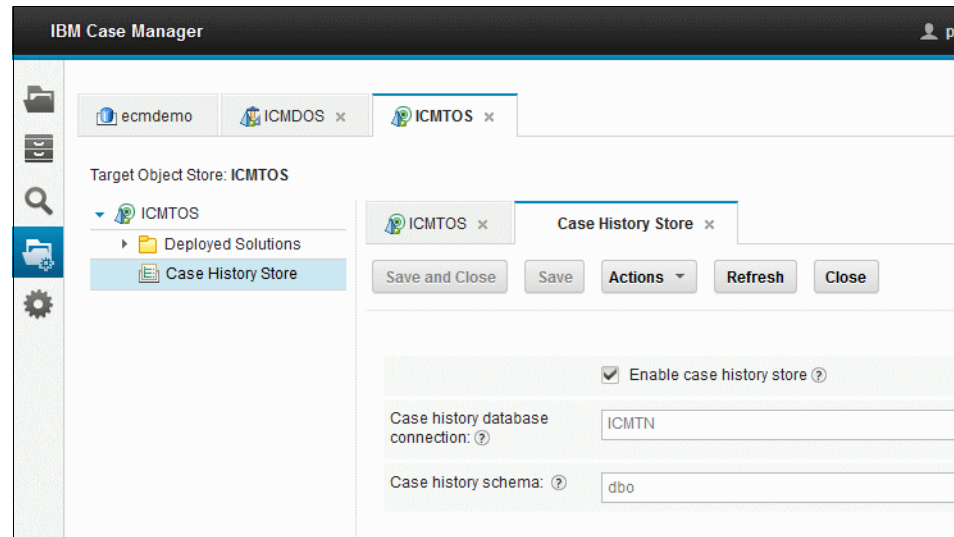 IBM Case Manager
p
ecmdemo ICMDOS × ICMTOS ×
Target Object Store: ICMTOS
ICMTOS
Deployed Solutions
Case History Store
ICMTOS × Case History Store ×
Save and Close Save Actions Refresh Close
Enable case history store ?
Case history database
connection: ?
ICMTN
Case history schema: ?
dbo